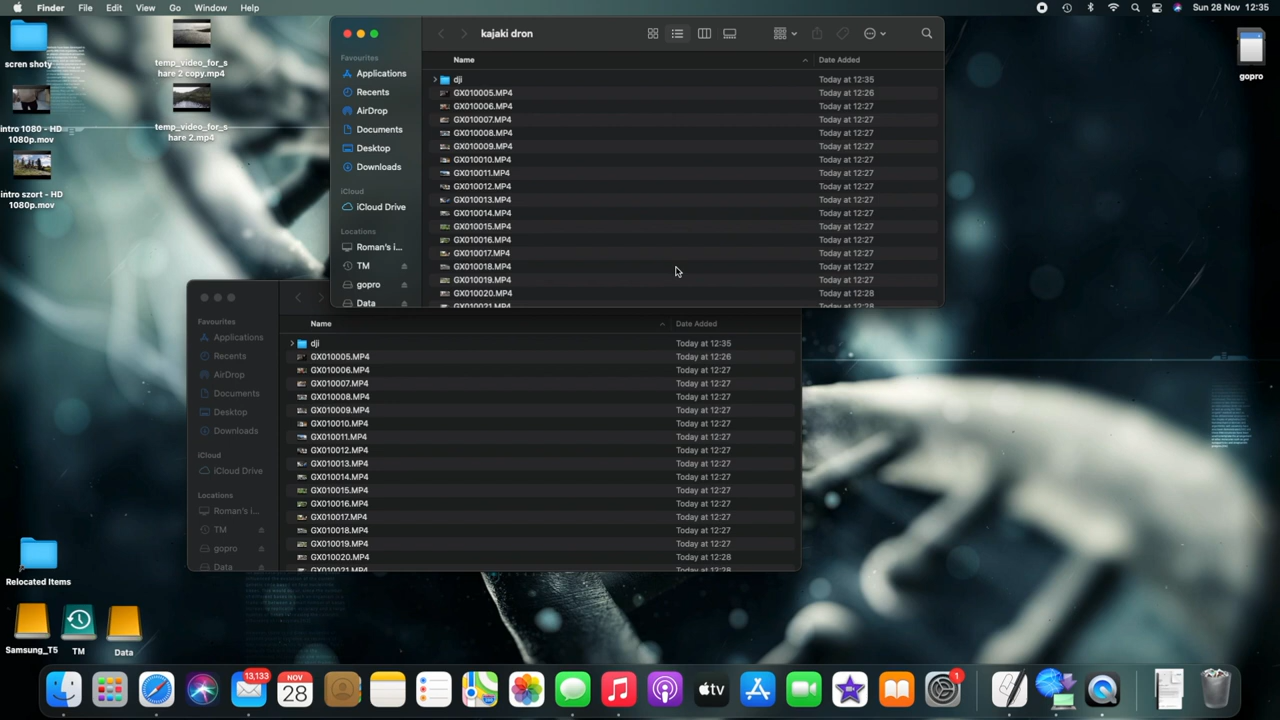 Finder File Edit View Go Window Help
Sun 28 Nov 12:35
scren shoty
intro 1080 - HD
1080p.mov
intro szort - HD
1080p.mov
temp_video_for_s
hare 2 copy.mp4
temp_video_for_s
hare 2.mp4
gopro
Relocated Items
Samsung_T5
TM
Data
kajaki dron
Favourites
Applications
Recents
AirDrop
Documents
Desktop
Downloads
iCloud
iCloud Drive
Locations
Roman's i...
TM
gopro
Data
Name Date Added
dji Today at 12:35
GX010005.MP4 Today at 12:26
GX010006.MP4 Today at 12:27
GX010007.MP4 Today at 12:27
GX010008.MP4 Today at 12:27
GX010009.MP4 Today at 12:27
GX010010.MP4 Today at 12:27
GX010011.MP4 Today at 12:27
GX010012.MP4 Today at 12:27
GX010013.MP4 Today at 12:27
GX010014.MP4 Today at 12:27
GX010015.MP4 Today at 12:27
GX010016.MP4 Today at 12:27
GX010017.MP4 Today at 12:27
GX010018.MP4 Today at 12:27
GX010019.MP4 Today at 12:27
GX010020.MP4 Today at 12:28
GX010021.MP4 Today at 12:28
Favourites
Applications
Recents
AirDrop
Documents
Desktop
Downloads
iCloud
iCloud Drive
Locations
Roman's i...
TM
gopro
Data
Name Date Added
dji Today at 12:35
GX010005.MP4 Today at 12:26
GX010006.MP4 Today at 12:27
GX010007.MP4 Today at 12:27
GX010008.MP4 Today at 12:27
GX010009.MP4 Today at 12:27
GX010010.MP4 Today at 12:27
GX010011.MP4 Today at 12:27
GX010012.MP4 Today at 12:27
GX010013.MP4 Today at 12:27
GX010014.MP4 Today at 12:27
GX010015.MP4 Today at 12:27
GX010016.MP4 Today at 12:27
GX010017.MP4 Today at 12:27
GX010018.MP4 Today at 12:27
GX010019.MP4 Today at 12:27
GX010020.MP4 Today at 12:28
GX010021.MP4 Today at 12:28
13,133
NOV
28
tv
1